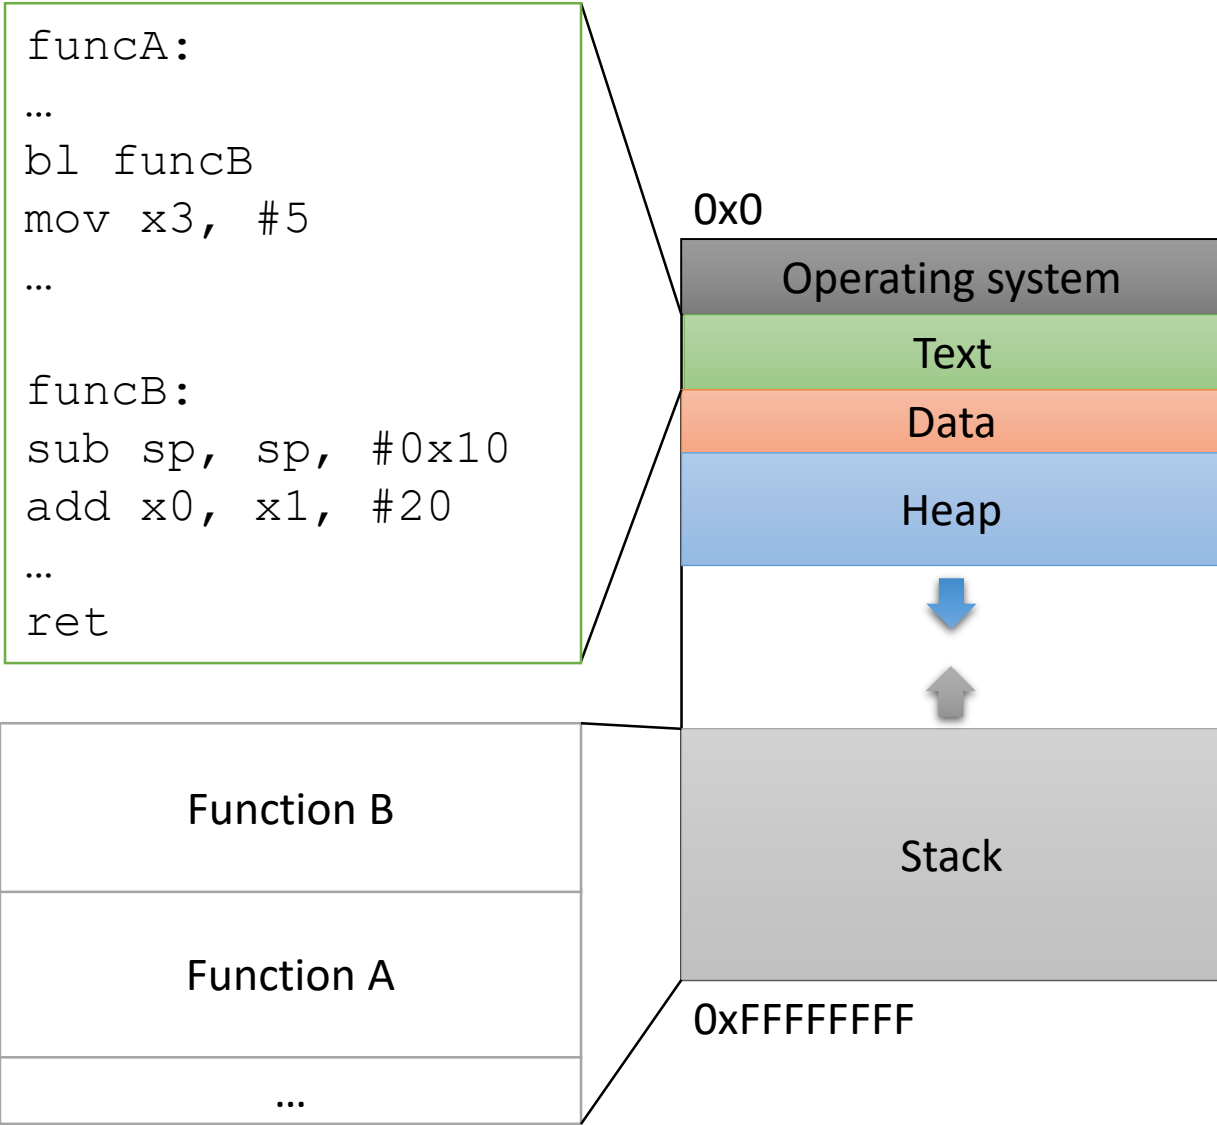 funcA:
…
bl funcB
mov x3, #5
…
funcB:
sub sp, sp, #0x10
add x0, x1, #20
…
ret
Function B
Function A
…
0x0
Operating system
Text
Data
Heap
Stack
0xFFFFFFFF